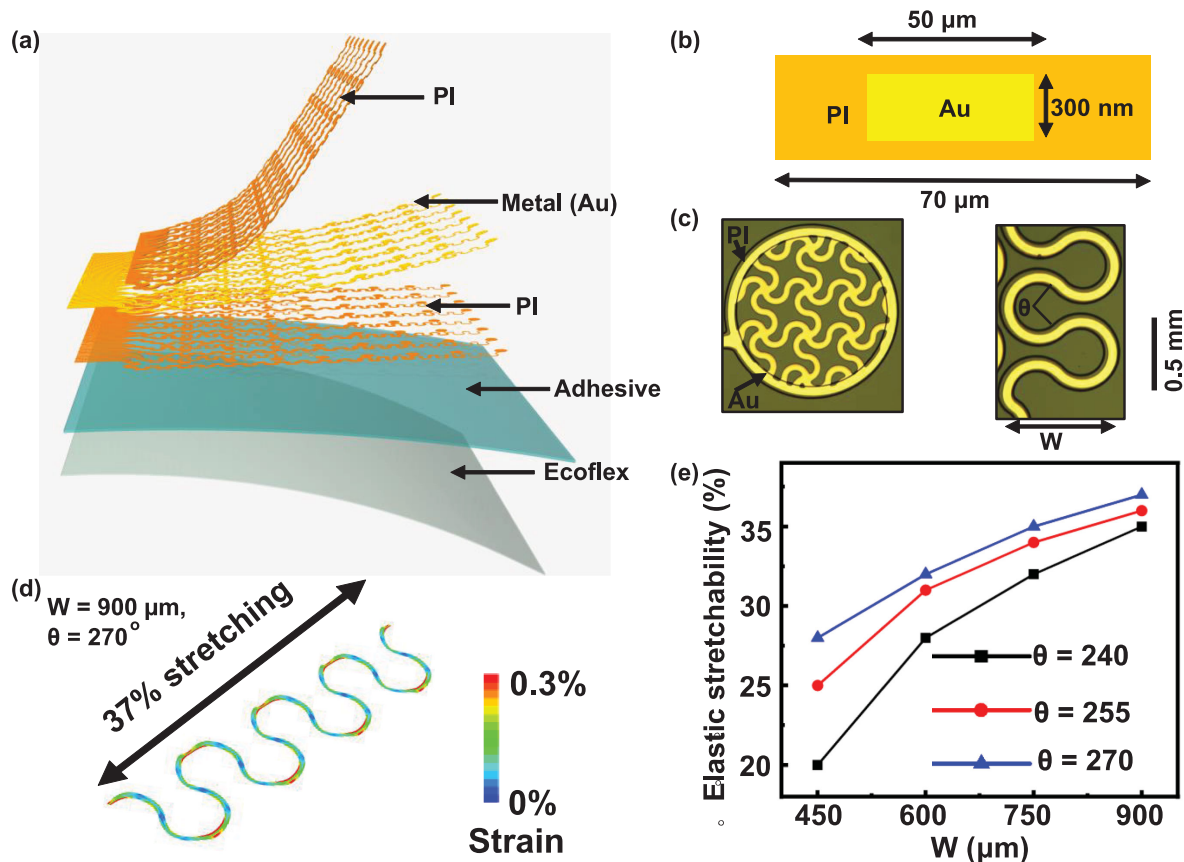 (a)
PI
Metal (Au)
PI
Adhesive
Ecoflex
(b)
50 µm
PI
Au
300 nm
70 µm
(c)
PI
Au
θ
W
0.5 mm
(d)
W = 900 µm,
θ = 270°
37% stretching
0.3%
0%
Strain
(e)
Elastic stretchability (%)
35
30
25
20
θ = 240
θ = 255
θ = 270
450 600 750 900
W (µm)